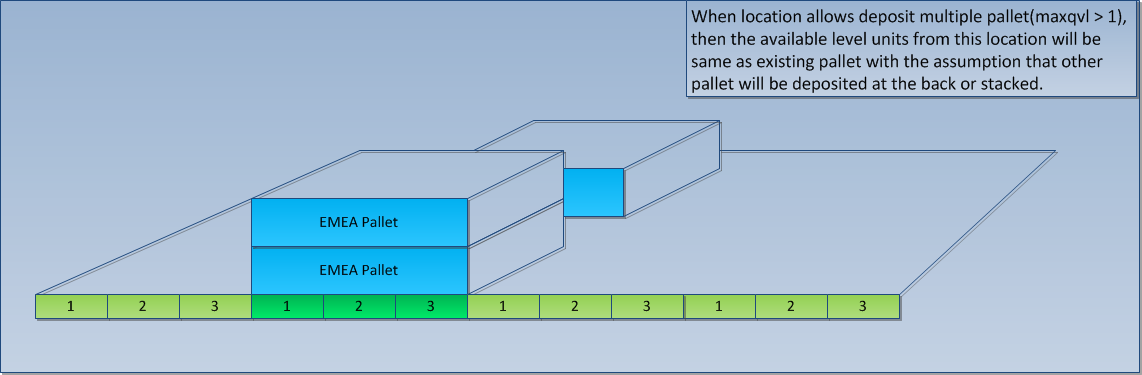 When location allows deposit multiple pallet(maxqvl > 1),
then the available level units from this location will be
same as existing pallet with the assumption that other
pallet will be deposited at the back or stacked.
EMEA Pallet
EMEA Pallet
1 2 3 1 2 3 1 2 3 1 2 3